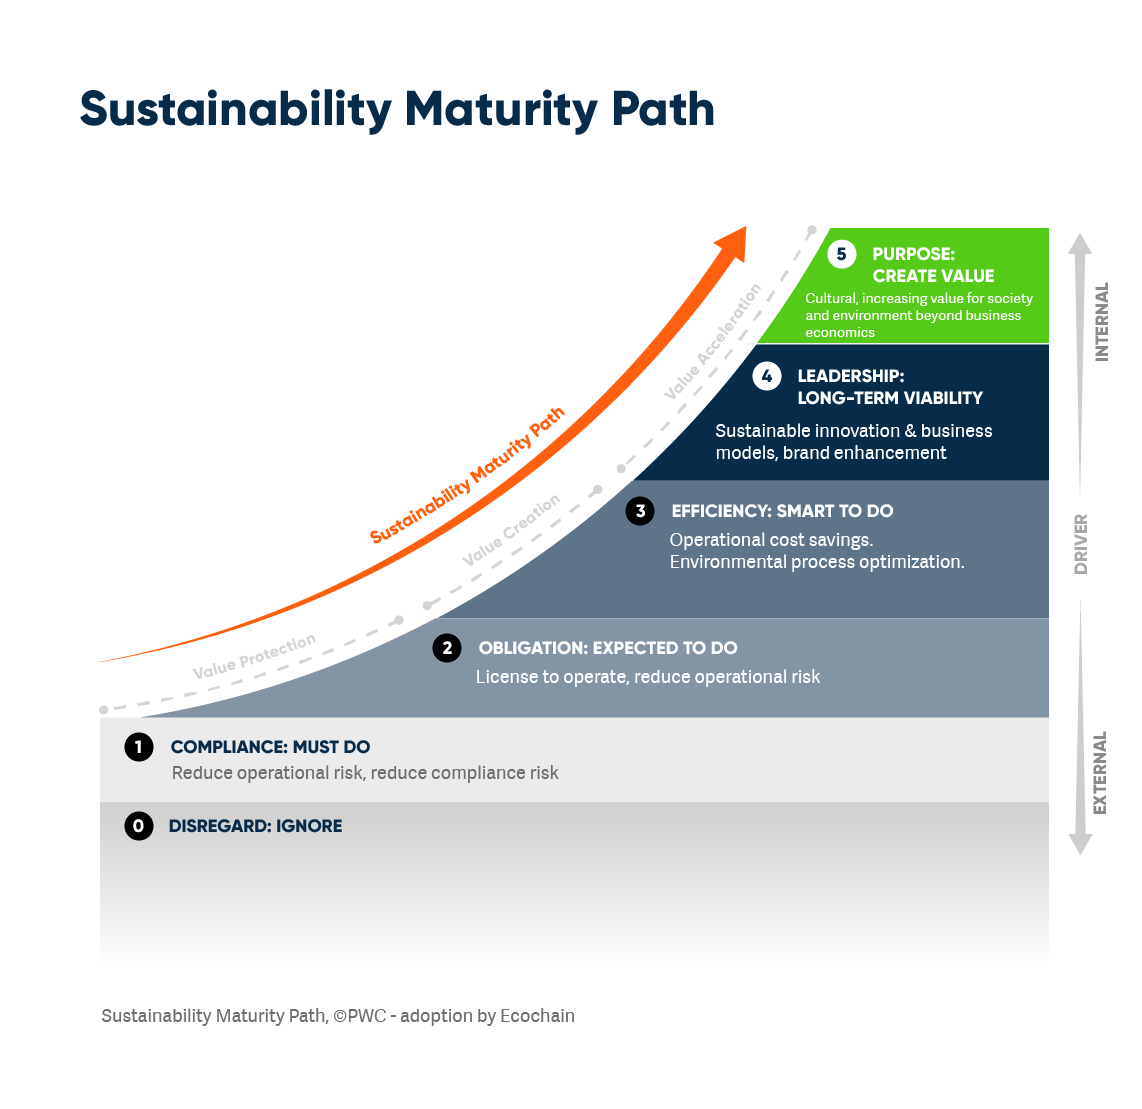 Sustainability Maturity Path
5
PURPOSE:
CREATE VALUE
Cultural, increasing value for society
and environment beyond business
economics
4
LEADERSHIP:
LONG-TERM VIABILITY
Sustainable innovation & business
models, brand enhancement
3
EFFICIENCY: SMART TO DO
Operational cost savings.
Environmental process optimization.
2
OBLIGATION: EXPECTED TO DO
License to operate, reduce operational risk
1
COMPLIANCE: MUST DO
Reduce operational risk, reduce compliance risk
0
DISREGARD: IGNORE
Sustainability Maturity Path
Value Protection
Value Creation
Value Acceleration
INTERNAL
DRIVER
EXTERNAL
Sustainability Maturity Path, ©PWC - adoption by Ecochain